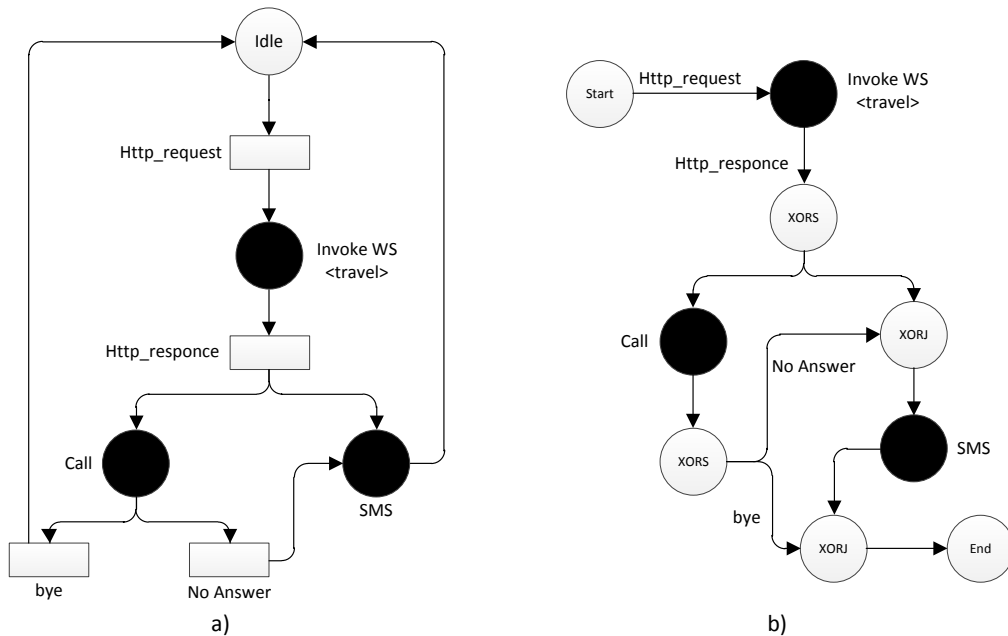 Idle
Http_request
Invoke WS
<travel>
Http_responce
Call
SMS
bye
No Answer
a)
Start
Http_request
Invoke WS
<travel>
Http_responce
XORS
Call
XORJ
No Answer
XORS
SMS
bye
XORJ
End
b)